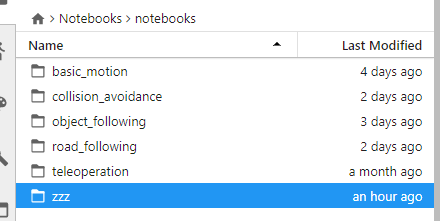 Notebooks > notebooks
Name Last Modified
basic_motion 4 days ago
collision_avoidance 2 days ago
object_following 3 days ago
road_following 2 days ago
teleoperation a month ago
zzz an hour ago